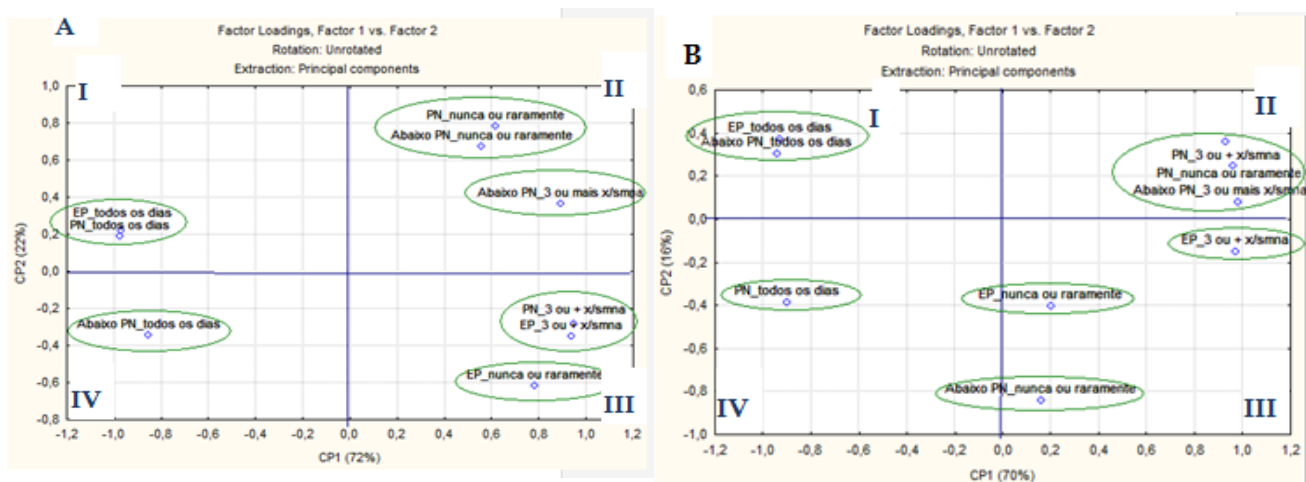 A
Factor Loadings, Factor 1 vs. Factor 2
Rotation: Unrotated
Extraction: Principal components
I
II
III
IV
PN_nunca ou raramente
Abaixo PN_nunca ou raramente
Abaixo PN_3 ou mais x/smna
EP_todos os dias
PN_todos os dias
Abaixo PN_todos os dias
PN_3 ou + x/smna
EP_3 ou + x/smna
EP_nunca ou raramente
CP2 (22%)
1,0
0,8
0,6
0,4
0,2
0,0
-0,2
-0,4
-0,6
-0,8
-1,2 -1,0 -0,8 -0,6 -0,4 -0,2 0,0 0,2 0,4 0,6 0,8 1,0 1,2
CP1 (72%)
B
Factor Loadings, Factor 1 vs. Factor 2
Rotation: Unrotated
Extraction: Principal components
I
II
III
IV
EP_todos os dias
Abaixo PN_todos os dias
PN_3 ou + x/smna
PN_nunca ou raramente
Abaixo PN_3 ou mais x/smna
EP_3 ou + x/smna
PN_todos os dias
EP_nunca ou raramente
Abaixo PN_nunca ou raramente
CP2 (16%)
0,6
0,4
0,2
0,0
-0,2
-0,4
-0,6
-0,8
-1,0
-1,2 -1,0 -0,8 -0,6 -0,4 -0,2 0,0 0,2 0,4 0,6 0,8 1,0 1,2
CP1 (70%)